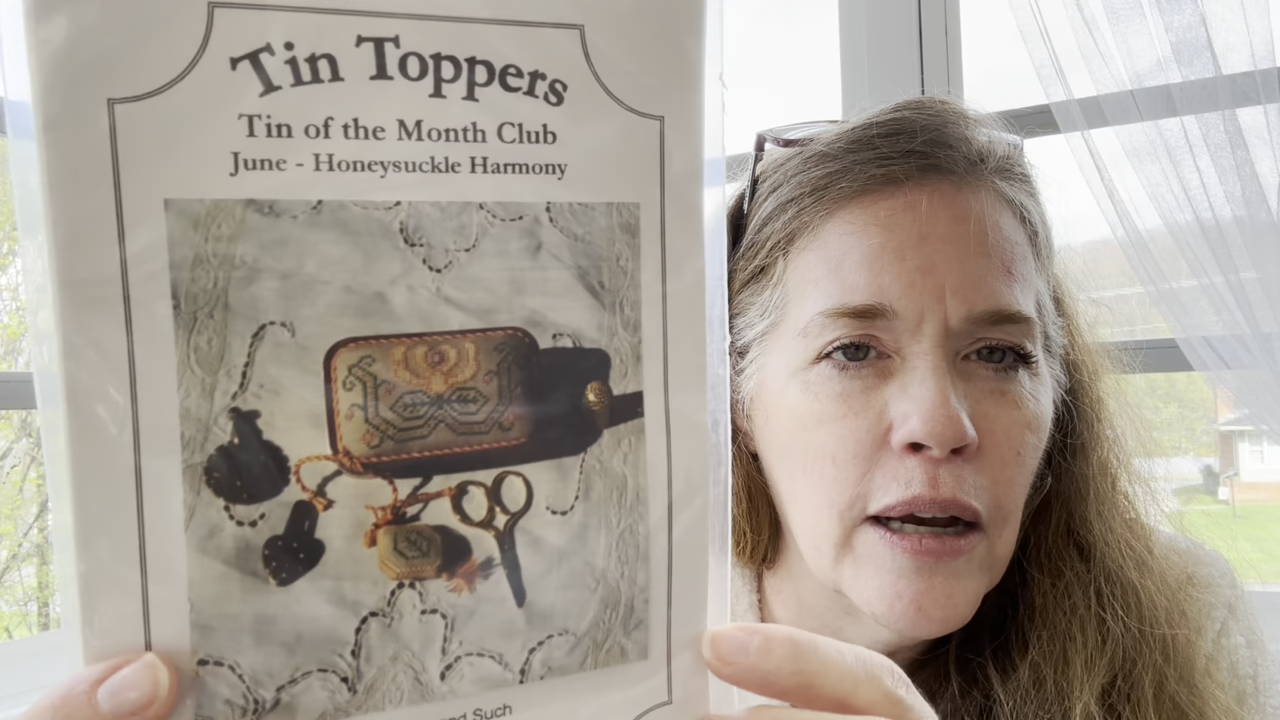 Tin Toppers
Tin of the Month Club
June - Honeysuckle Harmony
Such